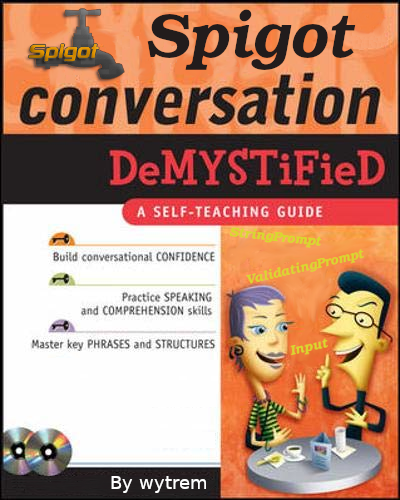 Spigot
Spigot
conversation
DeMYSTiFieD
A SELF-TEACHING GUIDE
StringPrompt
Build conversational CONFIDENCE
ValidatingPrompt
Practice SPEAKING
and COMPREHENSION skills
Master key PHRASES and STRUCTURES
Input
By wytrem